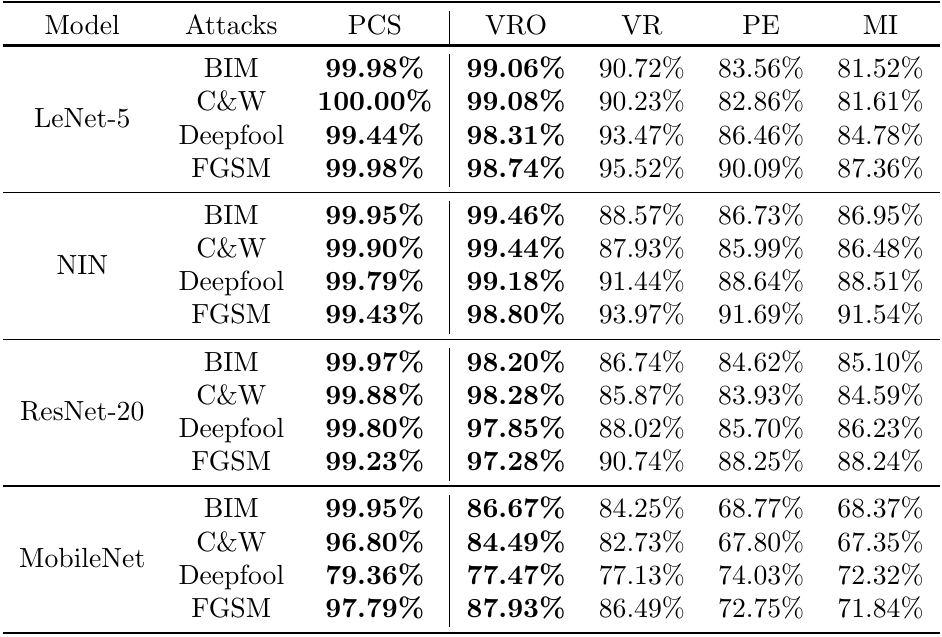 Model Attacks PCS VRO VR PE MI
LeNet-5 BIM 99.98% 99.06% 90.72% 83.56% 81.52%
C&W 100.00% 99.08% 90.23% 82.86% 81.61%
Deepfool 99.44% 98.31% 93.47% 86.46% 84.78%
FGSM 99.98% 98.74% 95.52% 90.09% 87.36%
NIN BIM 99.95% 99.46% 88.57% 86.73% 86.95%
C&W 99.90% 99.44% 87.93% 85.99% 86.48%
Deepfool 99.79% 99.18% 91.44% 88.64% 88.51%
FGSM 99.43% 98.80% 93.97% 91.69% 91.54%
ResNet-20 BIM 99.97% 98.20% 86.74% 84.62% 85.10%
C&W 99.88% 98.28% 85.87% 83.93% 84.59%
Deepfool 99.80% 97.85% 88.02% 85.70% 86.23%
FGSM 99.23% 97.28% 90.74% 88.25% 88.24%
MobileNet BIM 99.95% 86.67% 84.25% 68.77% 68.37%
C&W 96.80% 84.49% 82.73% 67.80% 67.35%
Deepfool 79.36% 77.47% 77.13% 74.03% 72.32%
FGSM 97.79% 87.93% 86.49% 72.75% 71.84%